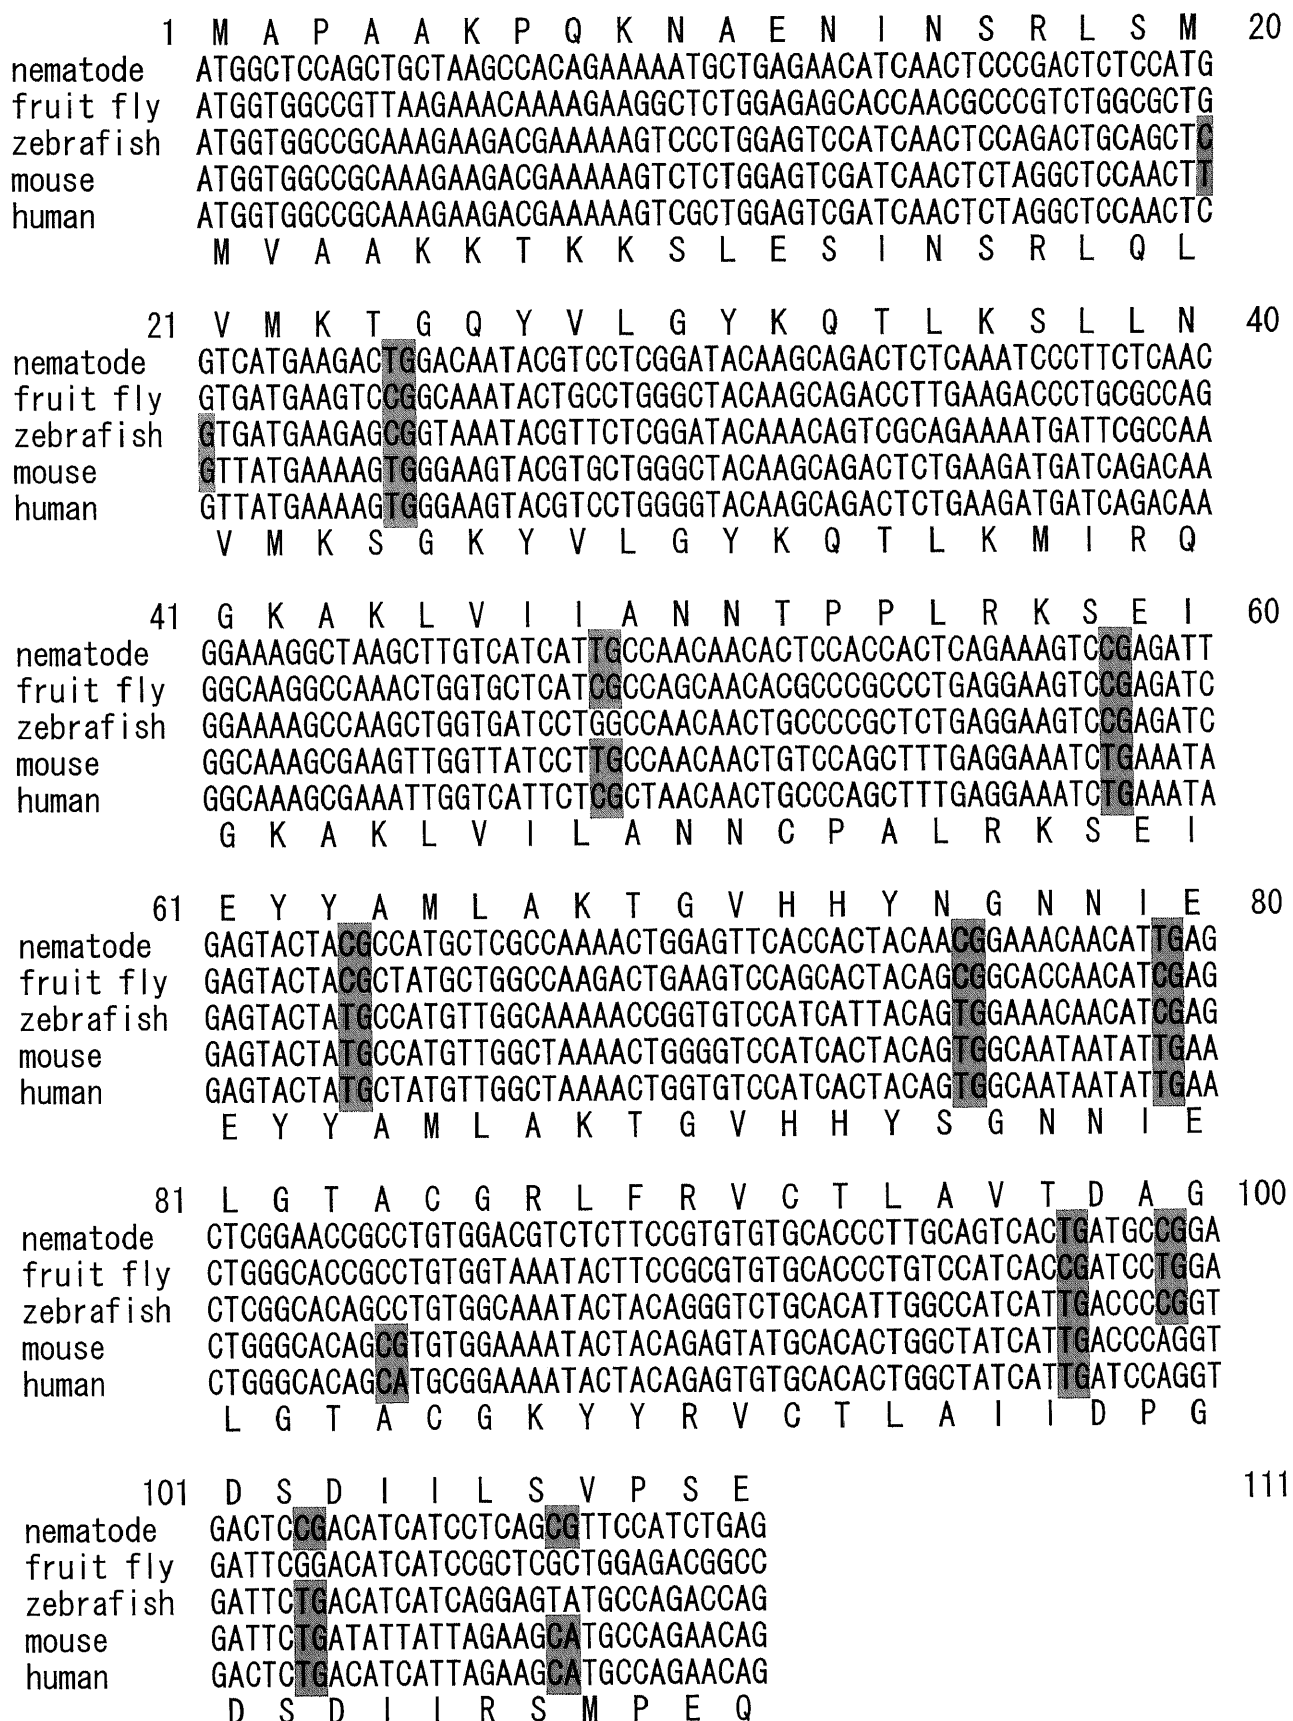 1 M A P A A K P Q K N A E N I N S R L S M 20
nematode ATGGCTCCAGCTGCTAAGCCACAGAAAAATGCTGAGAACATCAACTCCCGACTCTCCATG
fruit fly ATGGTGGCCGTTAAGAAACAAAAGAAGGCTCTGGAGAGCACCAACGCCCGTCTGGCGCTG
zebrafish ATGGTGGCCGCAAAGAAGACGAAAAAGTCCCTGGAGTCCATCAACTCCAGACTGCAGCTC
mouse ATGGTGGCCGCAAAGAAGACGAAAAAGTCTCTGGAGTCGATCAACTCTAGGCTCCAACTT
human ATGGTGGCCGCAAAGAAGACGAAAAAGTCGCTGGAGTCGATCAACTCTAGGCTCCAACTC
M V A A K K T K K S L E S I N S R L Q L
21 V M K T G Q Y V L G Y K Q T L K S L L N 40
nematode GTCATGAAGACTGGACAATACGTCCTCGGATACAAGCAGACTCTCAAATCCCTTCTCAAC
fruit fly GTGATGAAGTCCGGCAAATACTGCCTGGGCTACAAGCAGACCTTGAAGACCCTGCGCCAG
zebrafish GTGATGAAGAGCGGTAAATACGTTCTCGGATACAAACAGTCGCAGAAAATGATTCGCCAA
mouse GTTATGAAAAGTGGGAAGTACGTGCTGGGCTACAAGCAGACTCTGAAGATGATCAGACAA
human GTTATGAAAAGTGGGAAGTACGTCCTGGGGTACAAGCAGACTCTGAAGATGATCAGACAA
V M K S G K Y V L G Y K Q T L K M I R Q
41 G K A K L V I I A N N T P P L R K S E I 60
nematode GGAAAGGCTAAGCTTGTCATCATTGCCAACAACACTCCACCACTCAGAAAGTCCGAGATT
fruit fly GGCAAGGCCAAACTGGTGCTCATCGCCAGCAACACGCCCGCCCTGAGGAAGTCCGAGATC
zebrafish GGAAAAGCCAAGCTGGTGATCCTGGCCAACAACTGCCCCGCTCTGAGGAAGTCCGAGATC
mouse GGCAAAGCGAAGTTGGTTATCCTTGCCAACAACTGTCCAGCTTTGAGGAAATCTGAAATA
human GGCAAAGCGAAATTGGTCATTCTCGCTAACAACTGCCCAGCTTTGAGGAAATCTGAAATA
G K A K L V I L A N N C P A L R K S E I
61 E Y Y A M L A K T G V H H Y N G N N I E 80
nematode GAGTACTACGCCATGCTCGCCAAAACTGGAGTTCACCACTACAACGGAAACAACATTGAG
fruit fly GAGTACTACGCTATGCTGGCCAAGACTGAAGTCCAGCACTACAGCGGCACCAACATCGAG
zebrafish GAGTACTATGCCATGTTGGCAAAAACCGGTGTCCATCATTACAGTGGAAACAACATCGAG
mouse GAGTACTATGCCATGTTGGCTAAAACTGGGGTCCATCACTACAGTGGCAATAATATTGAA
human GAGTACTATGCTATGTTGGCTAAAACTGGTGTCCATCACTACAGTGGCAATAATATTGAA
E Y Y A M L A K T G V H H Y S G N N I E
81 L G T A C G R L F R V C T L A V T D A G 100
nematode CTCGGAACCGCCTGTGGACGTCTCTTCCGTGTGTGCACCCTTGCAGTCACTGATGCCGGA
fruit fly CTGGGCACCGCCTGTGGTAAATACTTCCGCGTGTGCACCCTGTCCATCACCGATCCTGGA
zebrafish CTCGGCACAGCCTGTGGCAAATACTACAGGGTCTGCACATTGGCCATCATTGACCCCGGT
mouse CTGGGCACAGCGTGTGGAAAATACTACAGAGTATGCACACTGGCTATCATTGACCCAGGT
human CTGGGCACAGCATGCGGAAAATACTACAGAGTGTGCACACTGGCTATCATTGATCCAGGT
L G T A C G K Y Y R V C T L A I I D P G
101 D S D I I L S V P S E 111
nematode GACTCCGACATCATCCTCAGCGTTCCATCTGAG
fruit fly GATTCGGACATCATCCGCTCGCTGGAGACGGCC
zebrafish GATTCTGACATCATCAGGAGTATGCCAGACCAG
mouse GATTCTGATATTATTAGAAGCATGCCAGAACAG
human GACTCTGACATCATTAGAAGCATGCCAGAACAG
D S D I I R S M P E Q